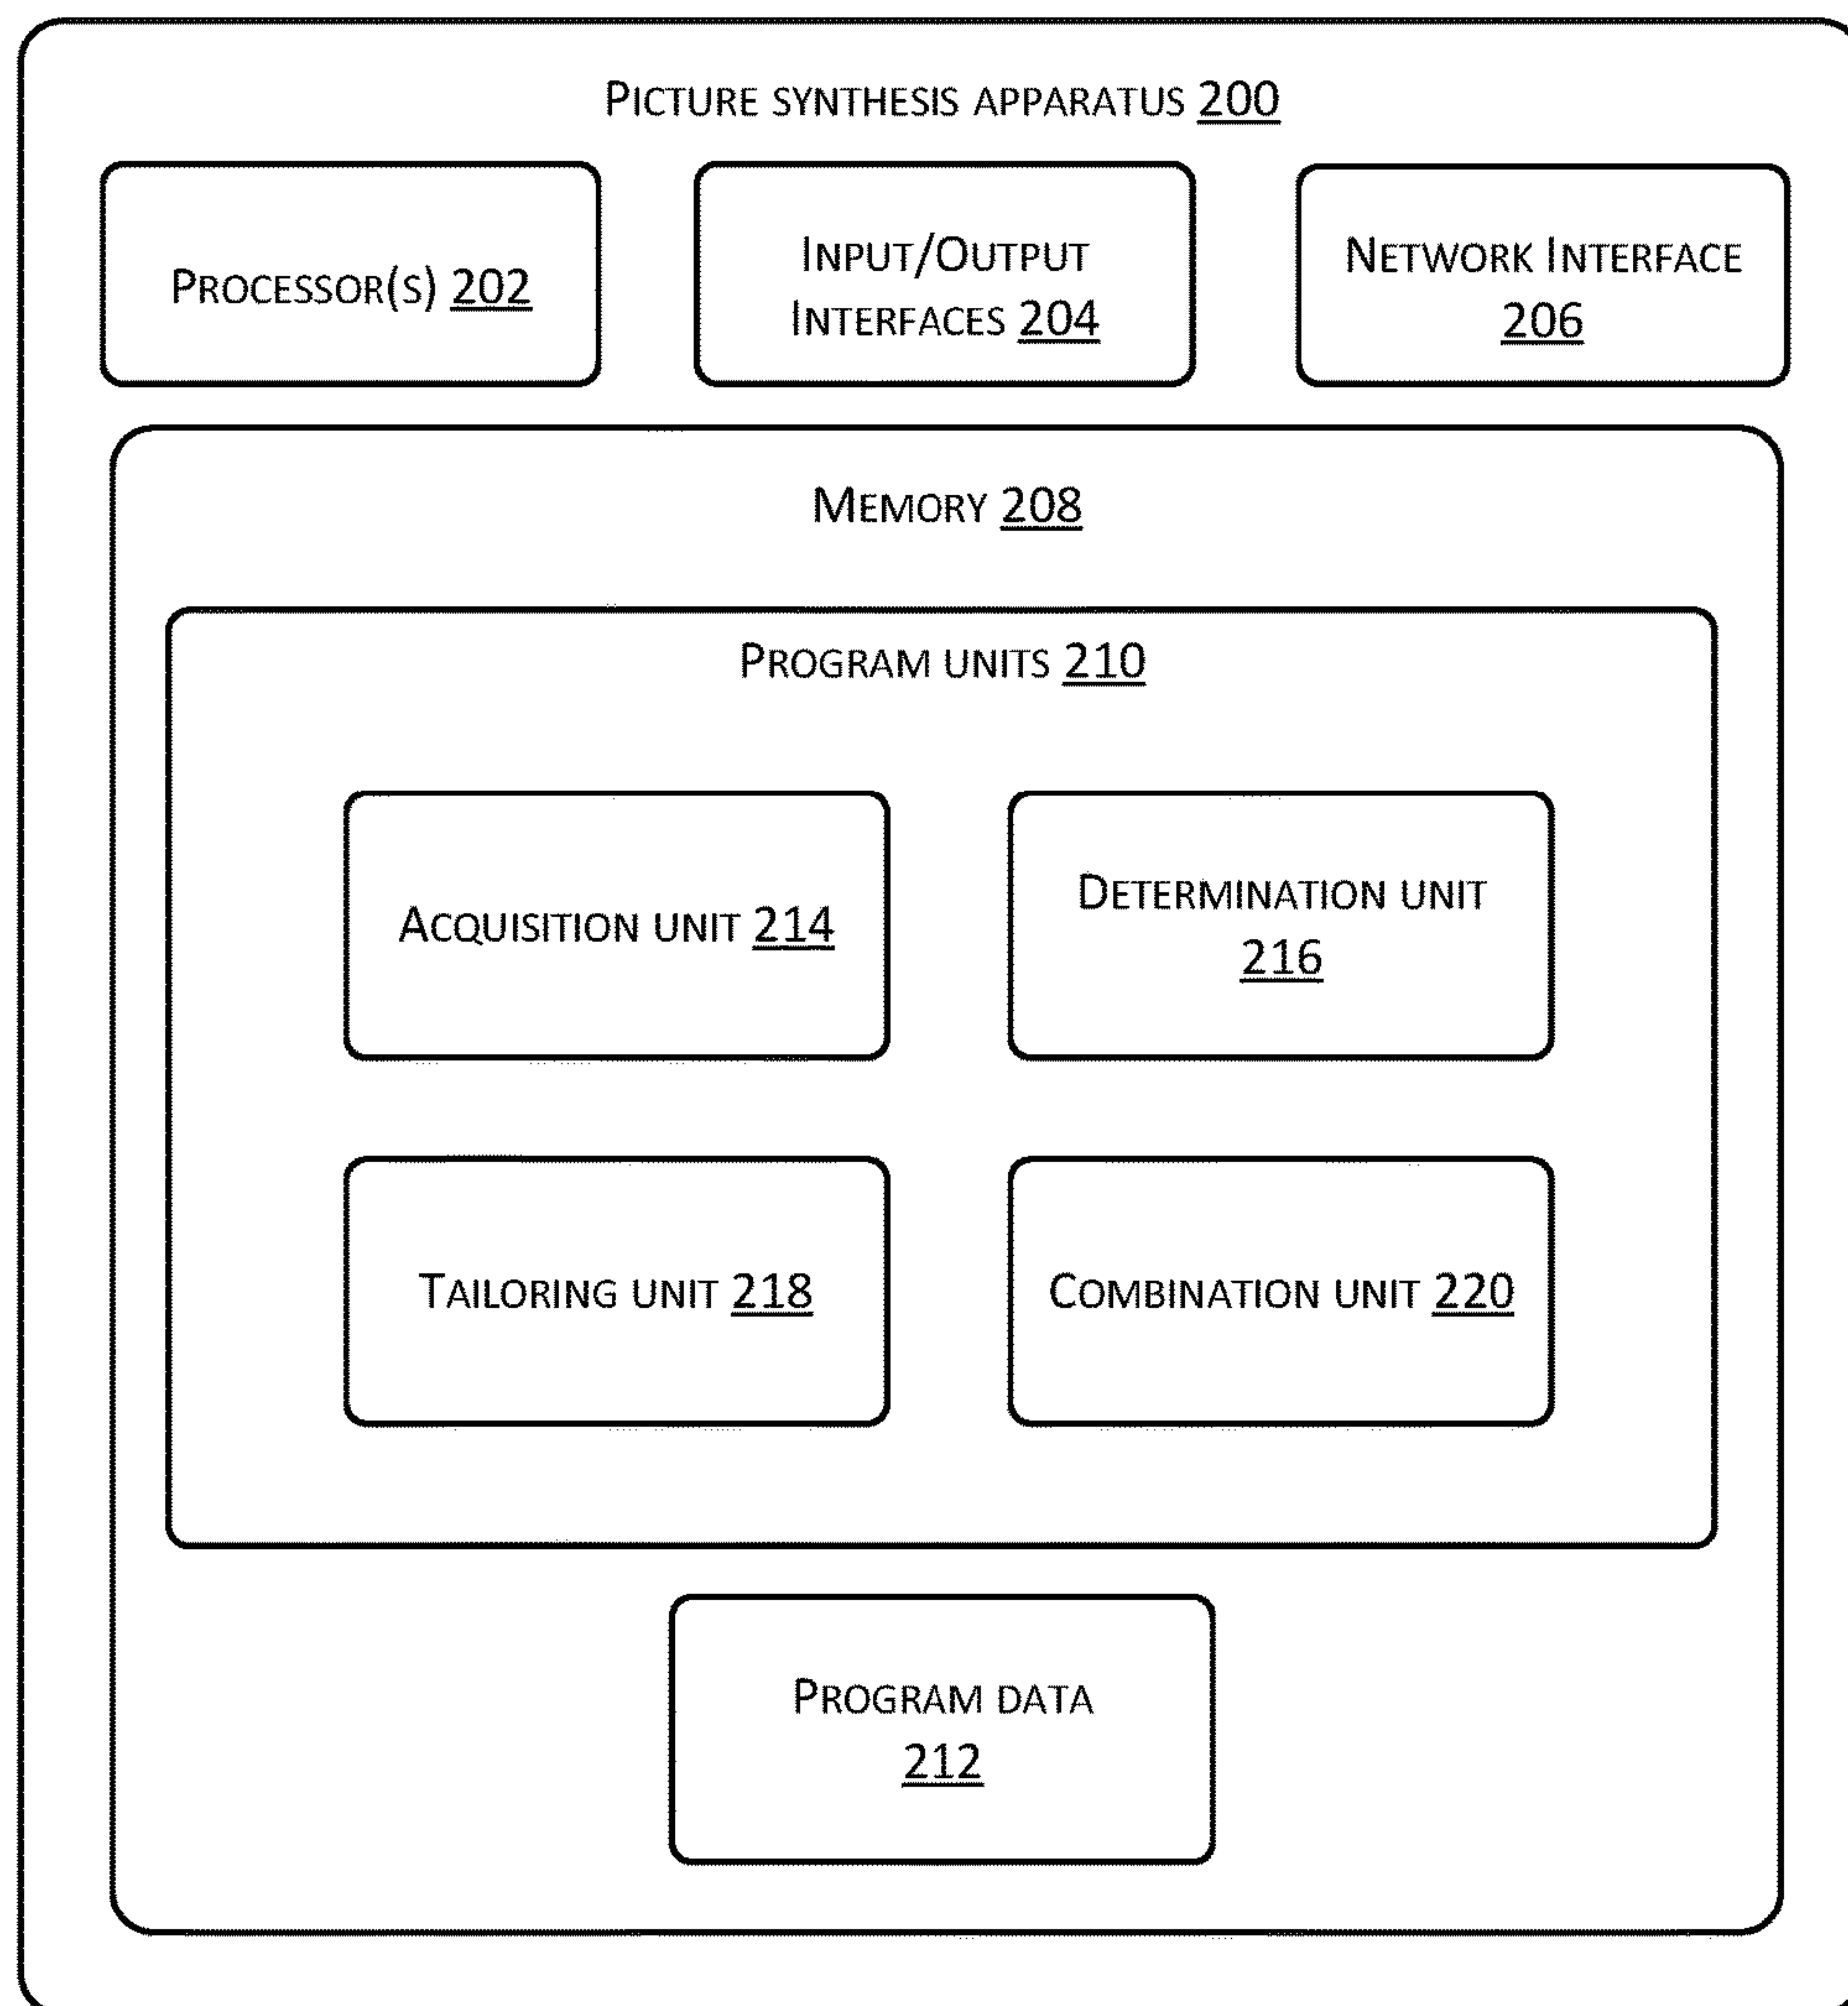 PICTURE SYNTHESIS APPARATUS 200
PROCESSOR(S) 202
INPUT/OUTPUT
INTERFACES 204
NETWORK INTERFACE
206
MEMORY 208
PROGRAM UNITS 210
ACQUISITION UNIT 214
DETERMINATION UNIT
216
TAILORING UNIT 218
COMBINATION UNIT 220
PROGRAM DATA
212